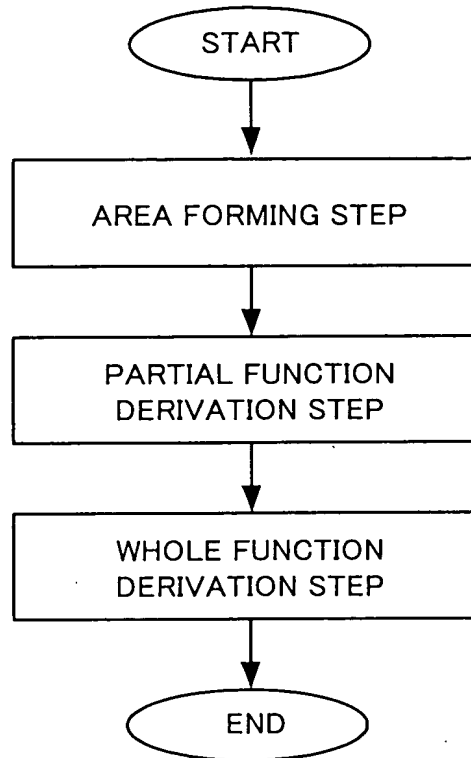 START
AREA FORMING STEP
PARTIAL FUNCTION
DERIVATION STEP
WHOLE FUNCTION
DERIVATION STEP
END